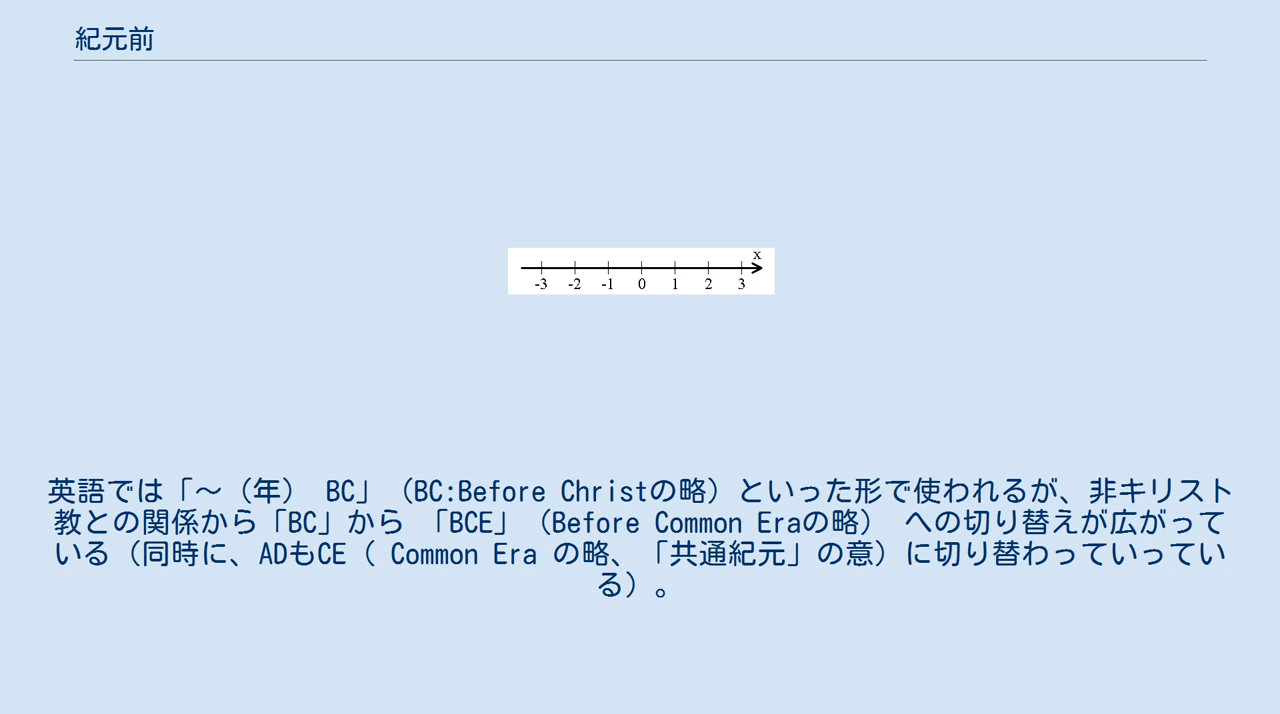 紀元前
x
-3 -2 -1 0 1 2 3
英語では「～（年） BC」（BC:Before Christの略）といった形で使われるが、非キリスト
教との関係から「BC」から 「BCE」（Before Common Eraの略） への切り替えが広がって
いる（同時に、ADもCE（ Common Era の略、「共通紀元」の意）に切り替わっていってい
る）。